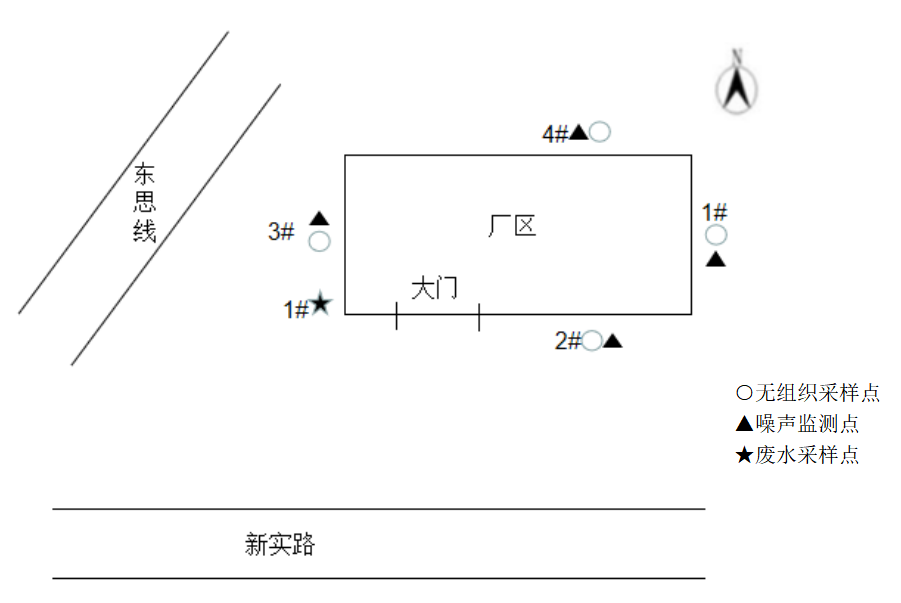 N
4#▲○
东思线
1#
3#
厂区
大门
1#★
2#○▲
○无组织采样点
▲噪声监测点
★废水采样点
新实路